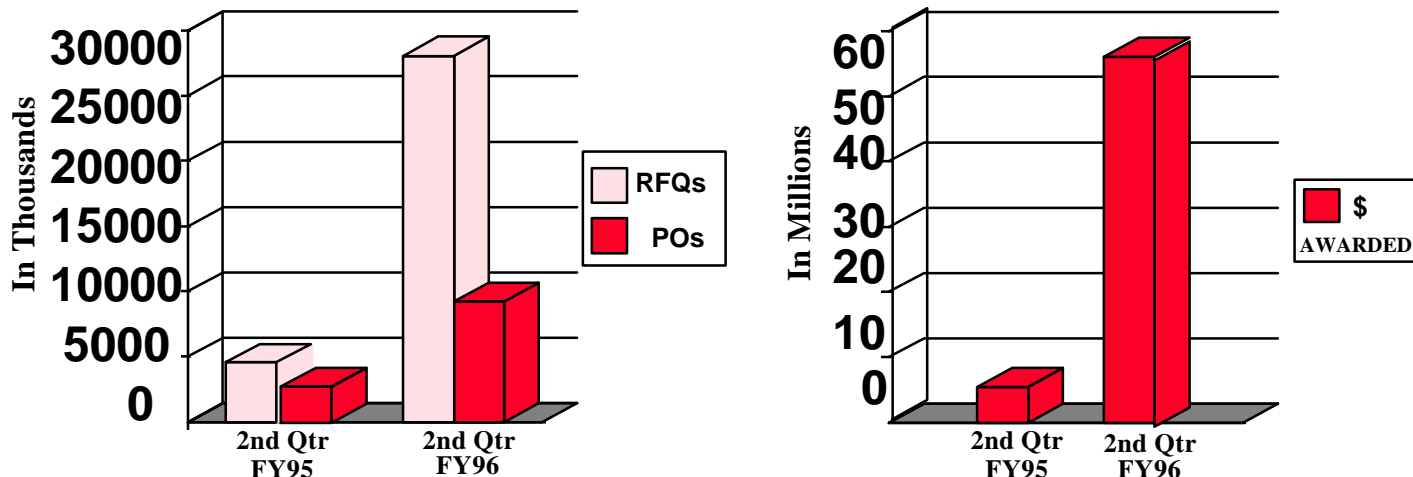 In Thousands
30000
25000
20000
15000
10000
5000
0
2nd Qtr
FY95
2nd Qtr
FY96
RFQs
POs
In Millions
60
50
40
30
20
10
0
2nd Qtr
FY95
2nd Qtr
FY96
$
AWARDED